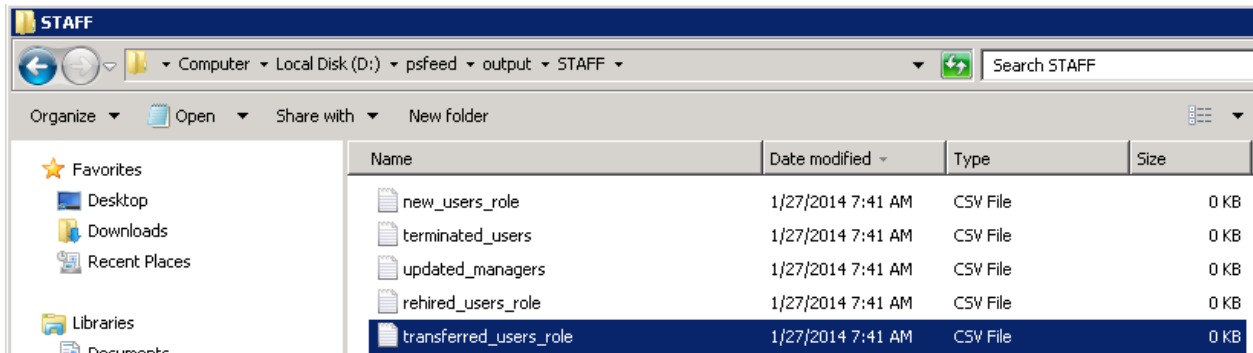 STAFF
Computer Local Disk (D:) psfeed output STAFF Search STAFF
Organize Open Share with New folder
Name Date modified Type Size
Favorites
Desktop new_users_role 1/27/2014 7:41 AM CSV File 0 KB
Downloads terminated_users 1/27/2014 7:41 AM CSV File 0 KB
Recent Places updated_managers 1/27/2014 7:41 AM CSV File 0 KB
rehired_users_role 1/27/2014 7:41 AM CSV File 0 KB
Libraries
Documents transferred_users_role 1/27/2014 7:41 AM CSV File 0 KB